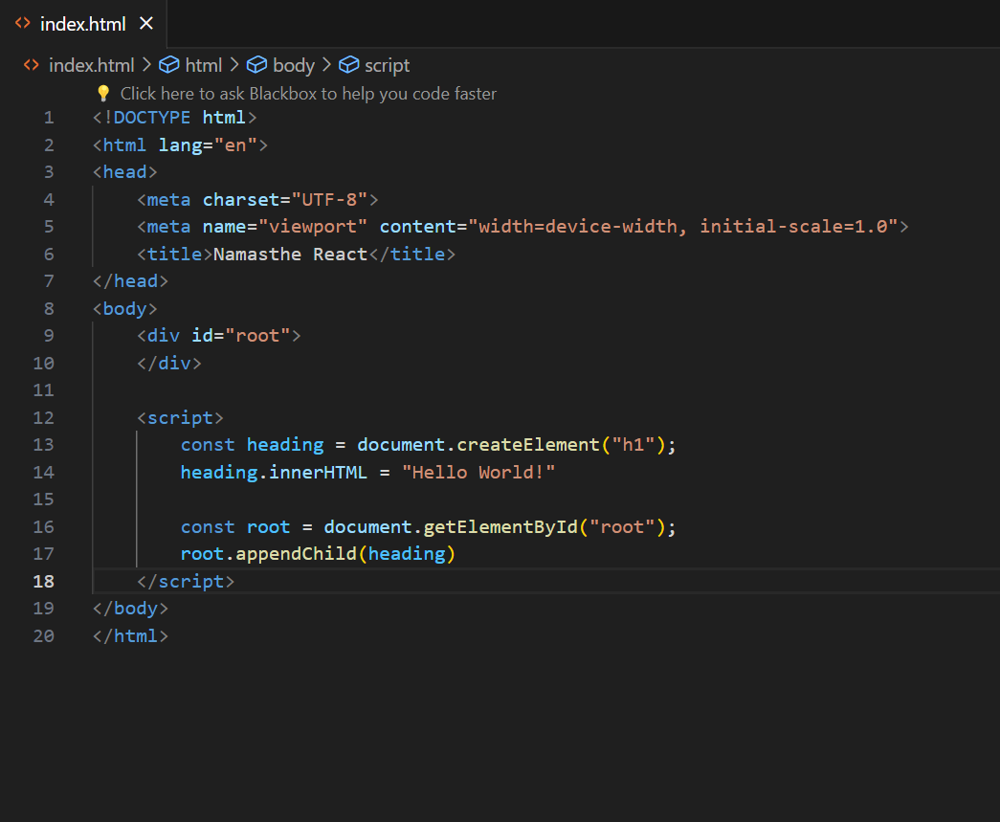 index.html
index.html > html > body > script
Click here to ask Blackbox to help you code faster
1 <!DOCTYPE html>
2 <html lang="en">
3 <head>
4     <meta charset="UTF-8">
5     <meta name="viewport" content="width=device-width, initial-scale=1.0">
6     <title>Namasthe React</title>
7 </head>
8 <body>
9     <div id="root">
10     </div>
11
12     <script>
13         const heading = document.createElement("h1");
14         heading.innerHTML = "Hello World!"
15
16         const root = document.getElementById("root");
17         root.appendChild(heading)
18     </script>
19 </body>
20 </html>